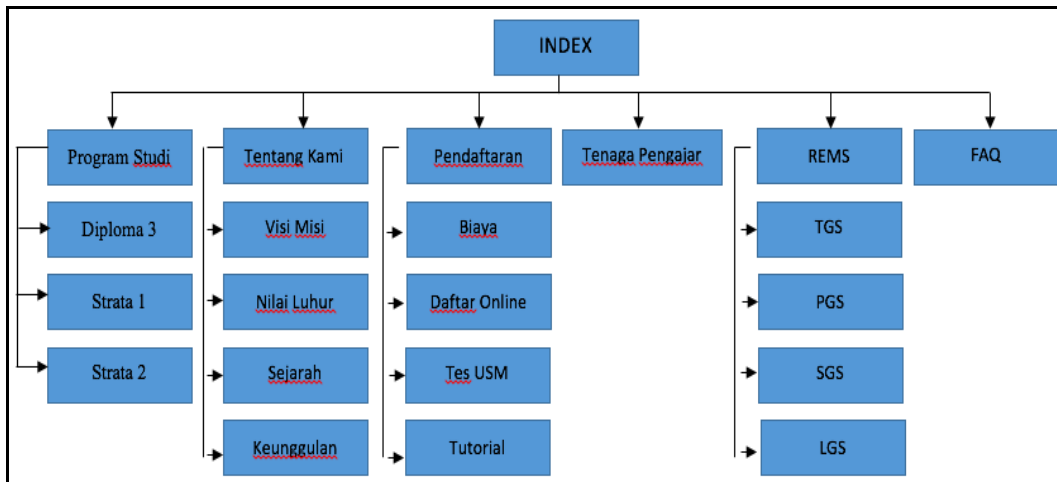 INDEX
Program Studi
Tentang Kami
Pendaftaran
Tenaga Pengajar
REMS
FAQ
Diploma 3
Visi Misi
Biaya
TGS
Strata 1
Nilai Luhur
Daftar Online
PGS
Strata 2
Sejarah
Tes USM
SGS
Keunggulan
Tutorial
LGS